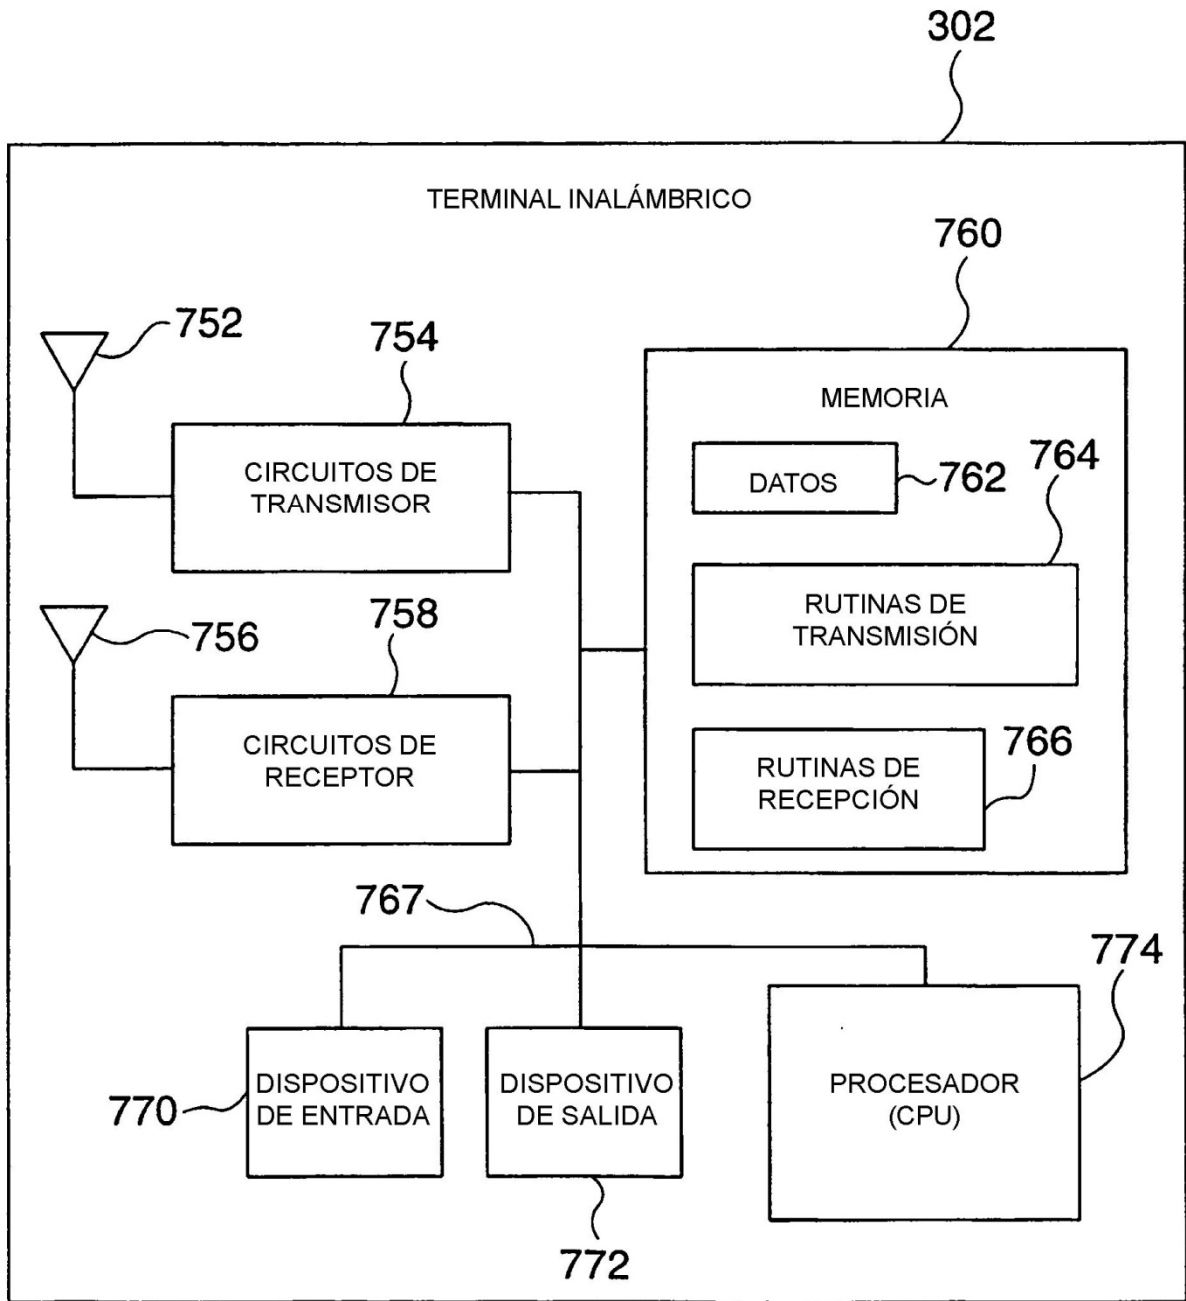 302
TERMINAL INALÁMBRICO
760
752
754
MEMORIA
CIRCUITOS DE
TRANSMISOR
DATOS
762
764
RUTINAS DE
TRANSMISIÓN
756
758
CIRCUITOS DE
RECEPTOR
RUTINAS DE
RECEPCIÓN
766
767
774
770
DISPOSITIVO
DE ENTRADA
DISPOSITIVO
DE SALIDA
PROCESADOR
(CPU)
772